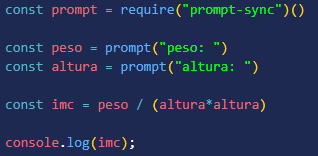 const prompt = require("prompt-sync")()
const peso = prompt("peso: ")
const altura = prompt("altura: ")
const imc = peso / (altura*altura)
console.log(imc);